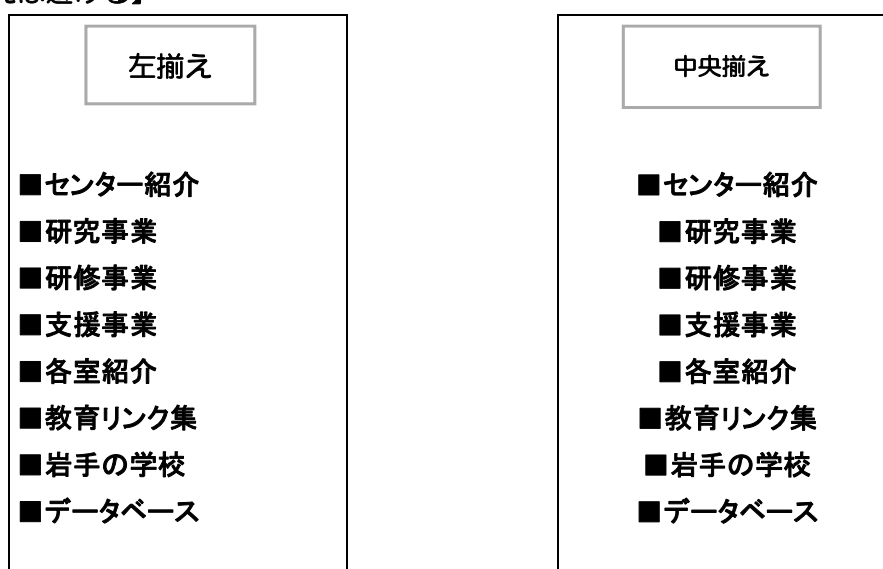 は避ける】
左揃え
■センター紹介
■研究事業
■研修事業
■支援事業
■各室紹介
■教育リンク集
■岩手の学校
■データベース
中央揃え
■センター紹介
■研究事業
■研修事業
■支援事業
■各室紹介
■教育リンク集
■岩手の学校
■データベース